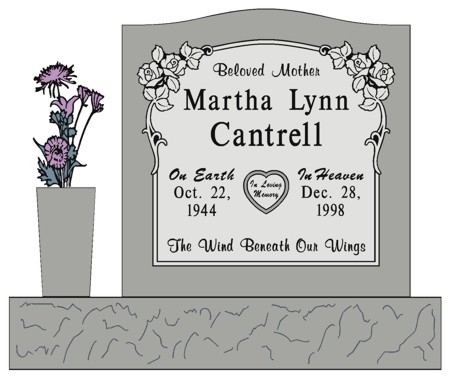 Beloved Mother
Martha Lynn
Cantrell
On Earth
Oct. 22,
1944
In Loving
Memory
In Heaven
Dec. 28,
1998
The Wind Beneath Our Wings